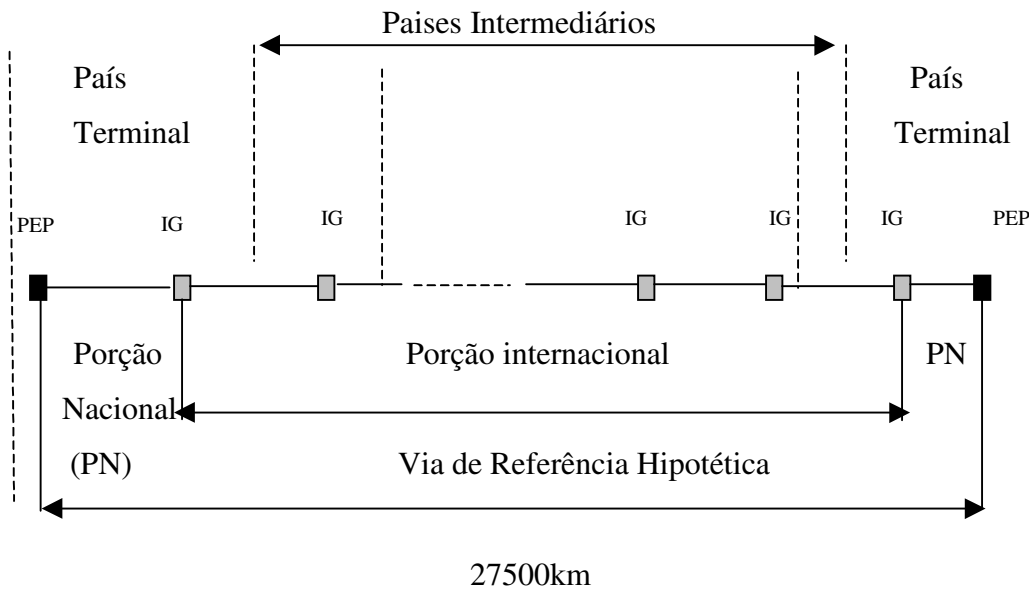 Paises Intermediários
País
Terminal
País
Terminal
PEP
IG
IG
IG
IG
IG
PEP
Porção
Nacional
(PN)
Porção internacional
PN
Via de Referência Hipotética
27500km